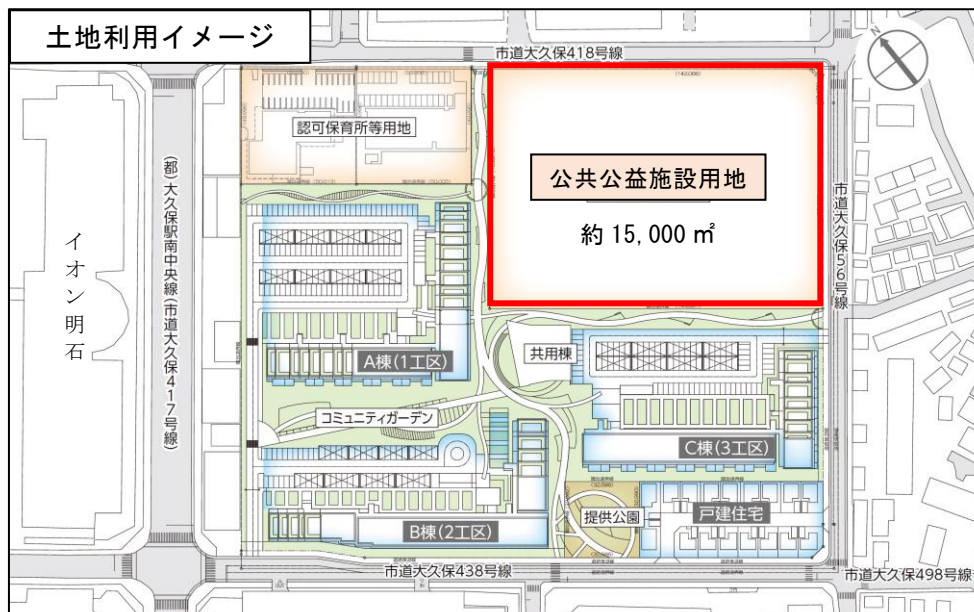 土地利用イメージ
市道大久保418号線
N
(142.000)
認可保育所等用地
公共公益施設用地
約 15,000 ㎡
(都)大久保駅南中央線(市道大久保417号線)
イオン明石
市道大久保56号線
共用棟
A棟(1工区)
コミュニティガーデン
C棟(3工区)
提供公園
戸建住宅
B棟(2工区)
市道大久保438号線
市道大久保498号線